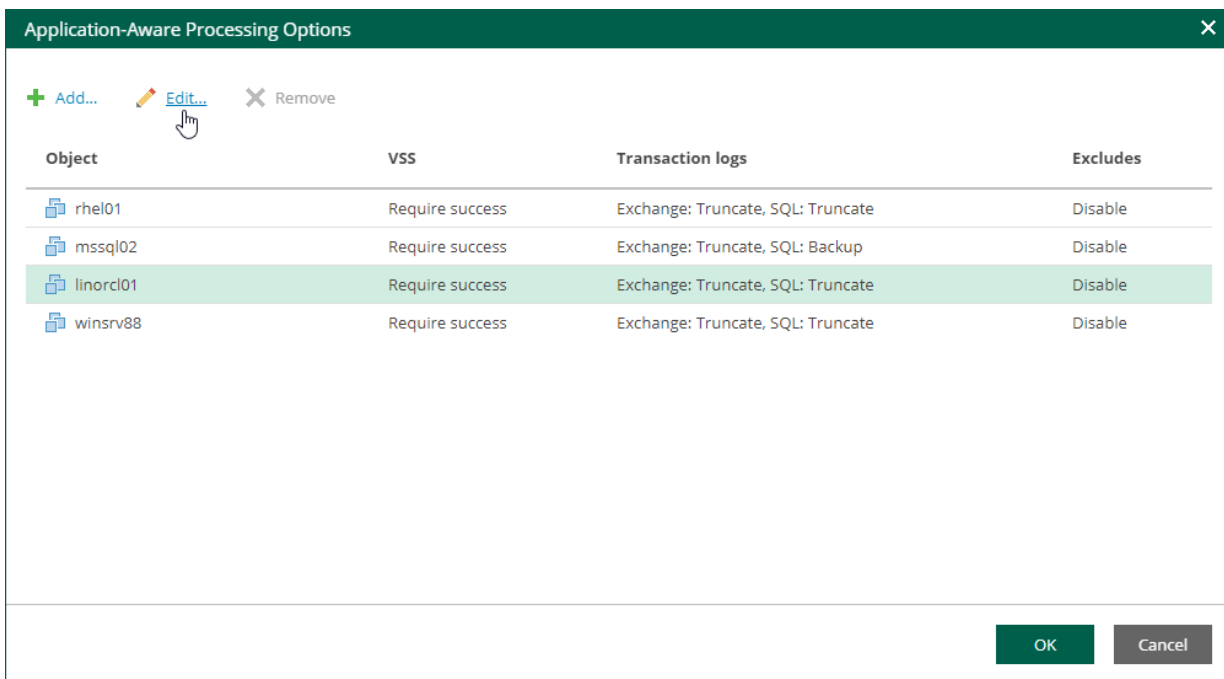 Application-Aware Processing Options
Add... Edit... Remove
Object VSS Transaction logs Excludes
rhel01 Require success Exchange: Truncate, SQL: Truncate Disable
mssql02 Require success Exchange: Truncate, SQL: Backup Disable
linorcl01 Require success Exchange: Truncate, SQL: Truncate Disable
winsrv88 Require success Exchange: Truncate, SQL: Truncate Disable
OK Cancel